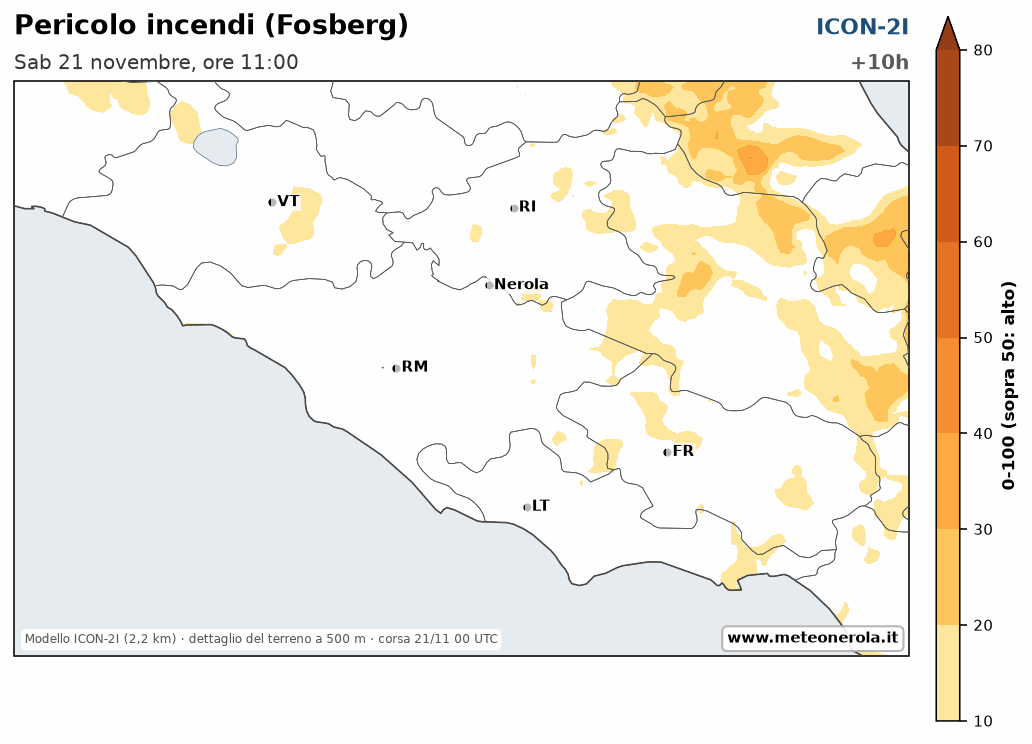 Pericolo incendi (Fosberg)
ICON-2I
Sab 21 novembre, ore 11:00
+10h
VT
RI
Nerola
RM
FR
LT
Modello ICON-2I (2,2 km) · dettaglio del terreno a 500 m · corsa 21/11 00 UTC
www.meteonerola.it
80
70
60
50
40
30
20
10
0-100 (sopra 50: alto)